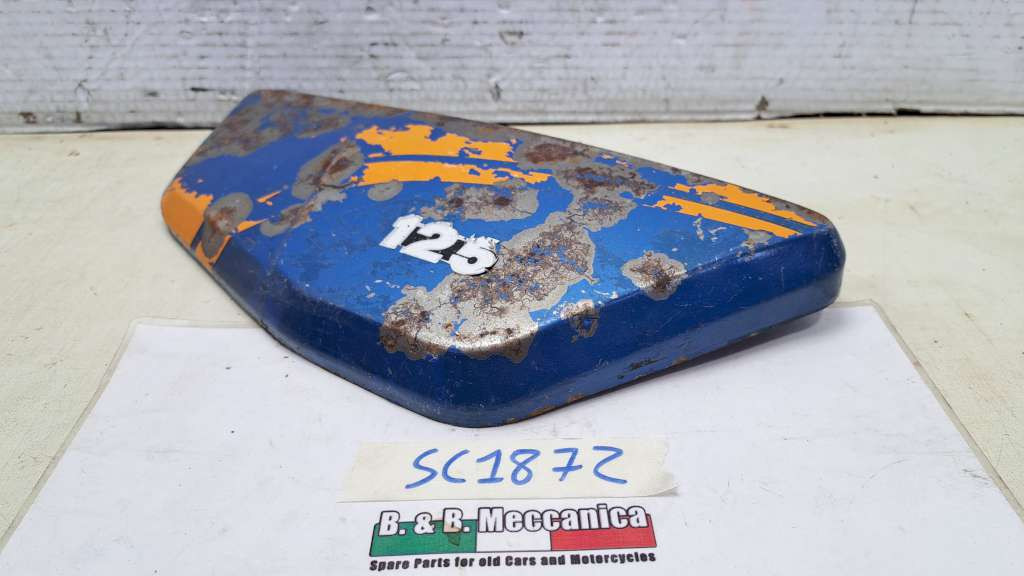 125
SC1872
B. & B. Meccanica
Spare Parts for old Cars and Motorcycles